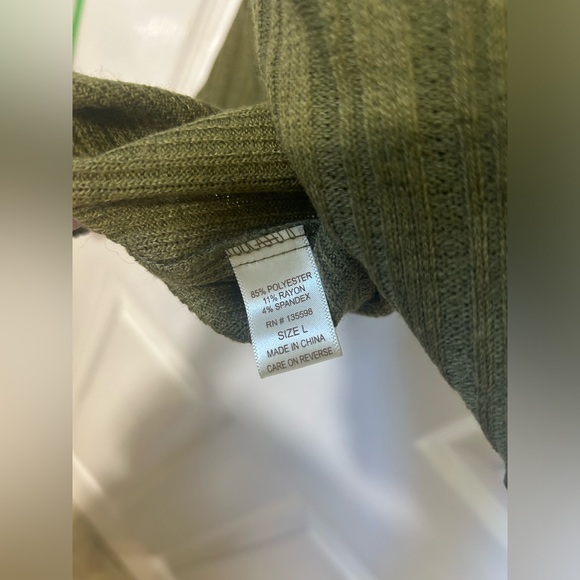 85% POLYESTER
11% RAYON
4% SPANDEX
RN # 135598
SIZE L
MADE IN CHINA
CARE ON REVERSE